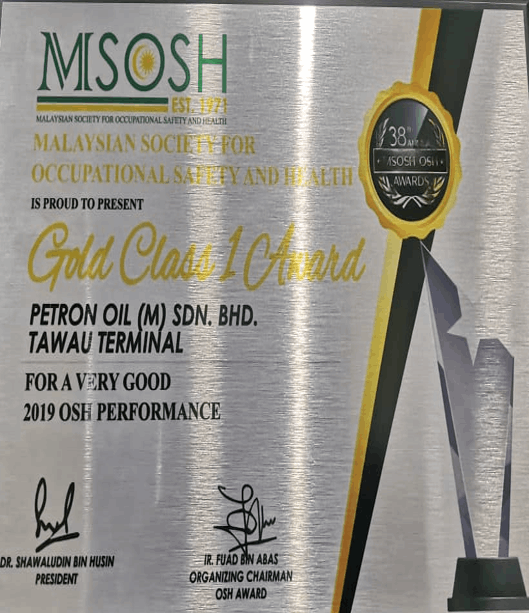 MSOSH
EST. 1971
MALAYSIAN SOCIETY FOR OCCUPATIONAL SAFETY AND HEALTH
MALAYSIAN SOCIETY FOR
OCCUPATIONAL SAFETY AND HEALTH
IS PROUD TO PRESENT
Gold Class 1 Award
PETRON OIL (M) SDN. BHD.
TAWAU TERMINAL
FOR A VERY GOOD
2019 OSH PERFORMANCE
38th
MSOSH OSH
AWARDS
DR. SHAWALUDIN BIN HUSIN
PRESIDENT
IR. FUAD BIN ABAS
ORGANIZING CHAIRMAN
OSH AWARD